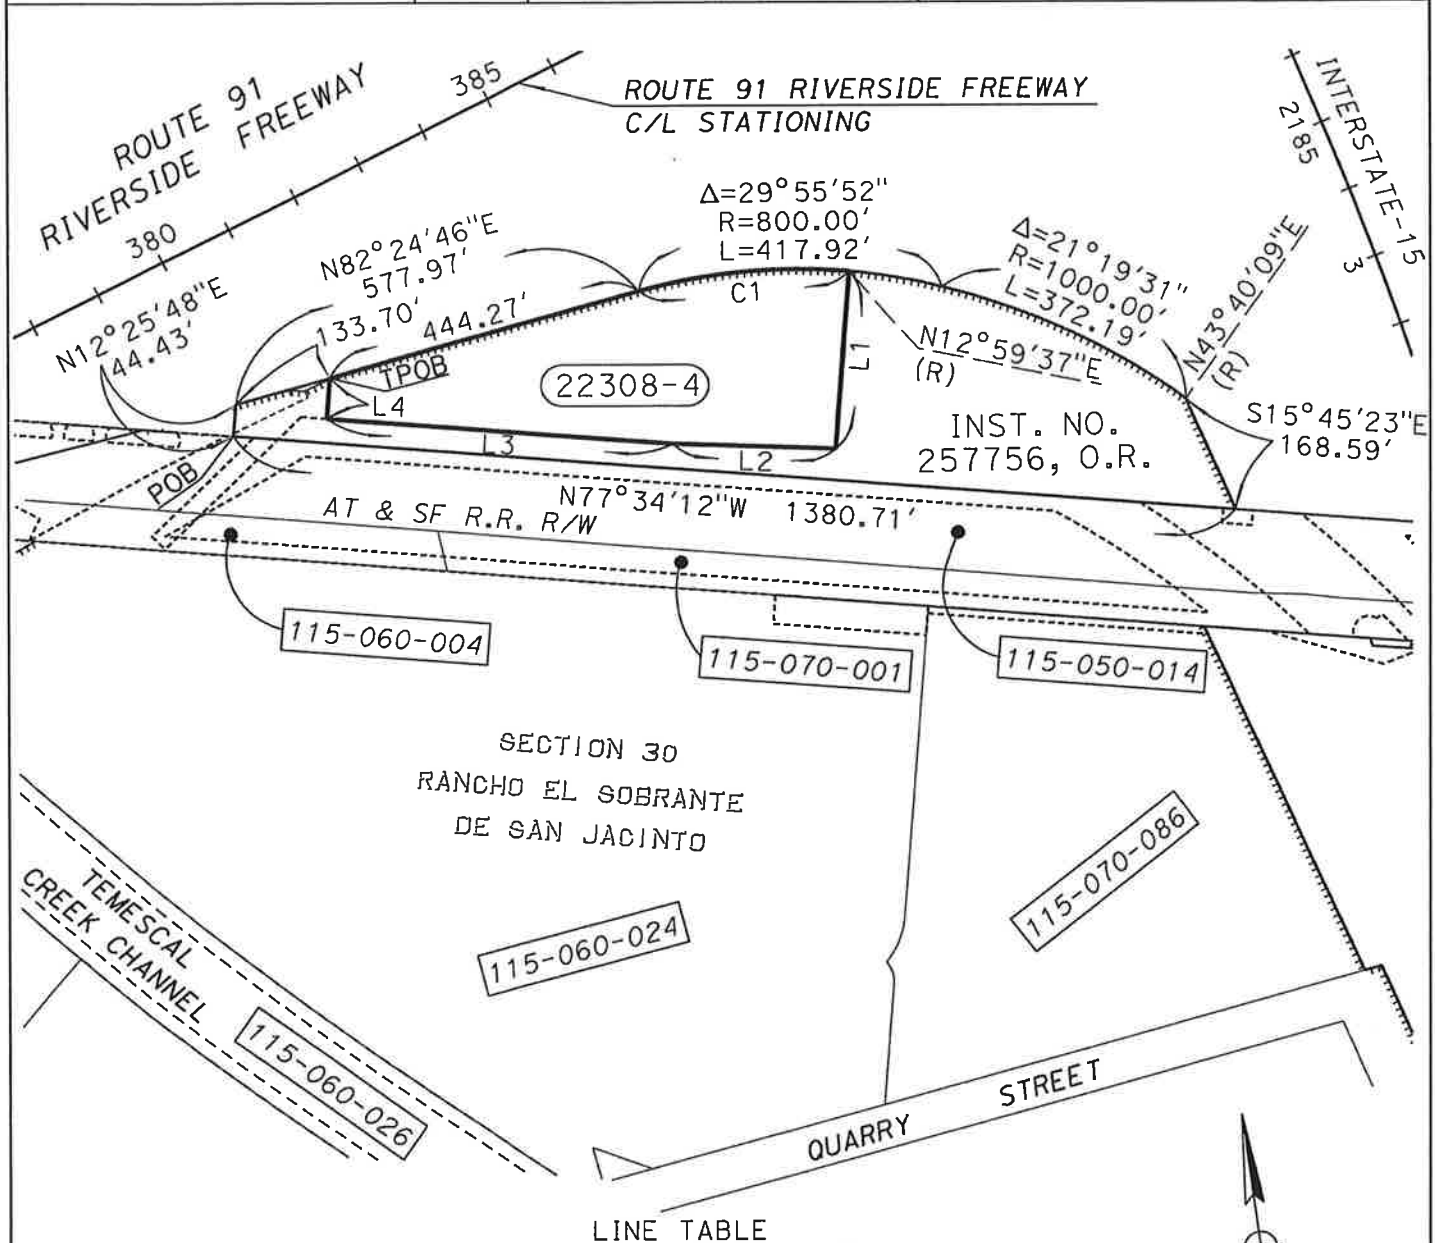 ROUTE 91
RIVERSIDE FREEWAY
380
385
ROUTE 91 RIVERSIDE FREEWAY
C/L STATIONING
INTERSTATE-15
2185
3
Δ=29°55'52"
R=800.00'
L=417.92'
Δ=21°19'31"
R=1000.00'
L=372.19'
N43°40'09"E
(R)
N82°24'46"E
577.97'
N12°25'48"E
44.43'
133.70'
444.27'
C1
TPOB
22308-4
L1
N12°59'37"E
(R)
L4
L3
L2
INST. NO.
257756, O.R.
S15°45'23"E
168.59'
POB
N77°34'12"W 1380.71'
AT & SF R.R. R/W
115-060-004
115-070-001
115-050-014
SECTION 30
RANCHO EL SOBRANTE
DE SAN JACINTO
115-070-086
115-060-024
TEMESCAL
CREEK CHANNEL
115-060-026
QUARRY STREET
LINE TABLE